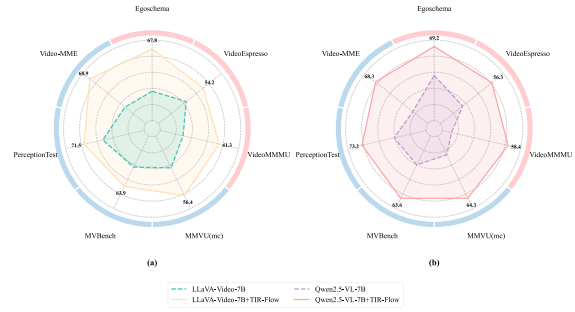 Egoschema
67.8
Video-MME
68.9
VideoEspresso
54.2
PerceptionTest
71.9
VideoMMMU
61.3
63.9
56.4
MVBench
MMVU(mc)
(a)
Egoschema
69.2
Video-MME
68.3
VideoEspresso
56.3
PerceptionTest
73.2
VideoMMMU
58.4
63.6
64.3
MVBench
MMVU(mc)
(b)
LLaVA-Video-7B
Qwen2.5-VL-7B
LLaVA-Video-7B+TIR-Flow
Qwen2.5-VL-7B+TIR-Flow